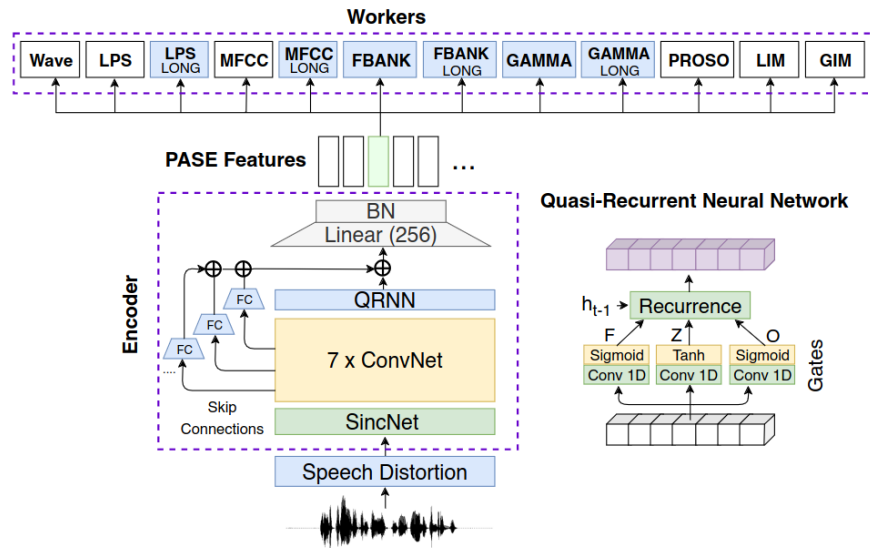 Workers
Wave
LPS
LPS
LONG
MFCC
MFCC
LONG
FBANK
FBANK
LONG
GAMMA
GAMMA
LONG
PROSO
LIM
GIM
PASE Features
...
Encoder
BN
Linear (256)
QRNN
FC
FC
FC
....
7 x ConvNet
Skip
Connections
SincNet
Speech Distortion
Quasi-Recurrent Neural Network
h t-1
Recurrence
F
Z
O
Sigmoid
Tanh
Sigmoid
Conv 1D
Conv 1D
Conv 1D
Gates